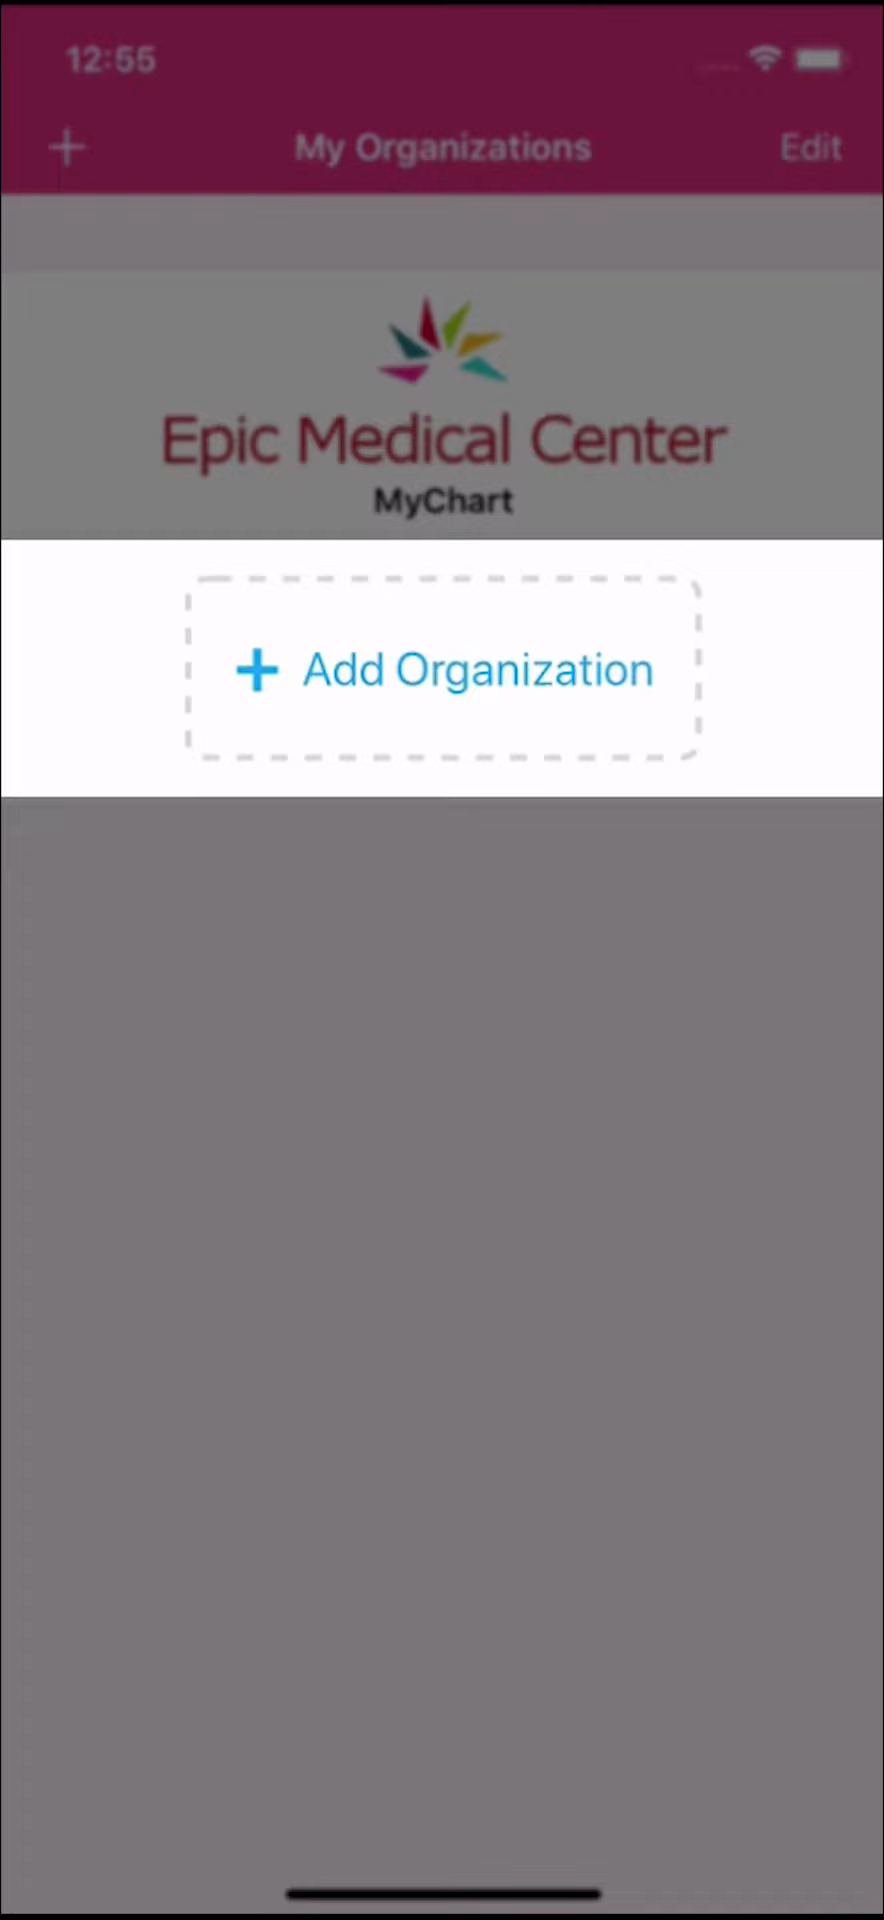 12:55
+ My Organizations Edit
Epic Medical Center
MyChart
+ Add Organization